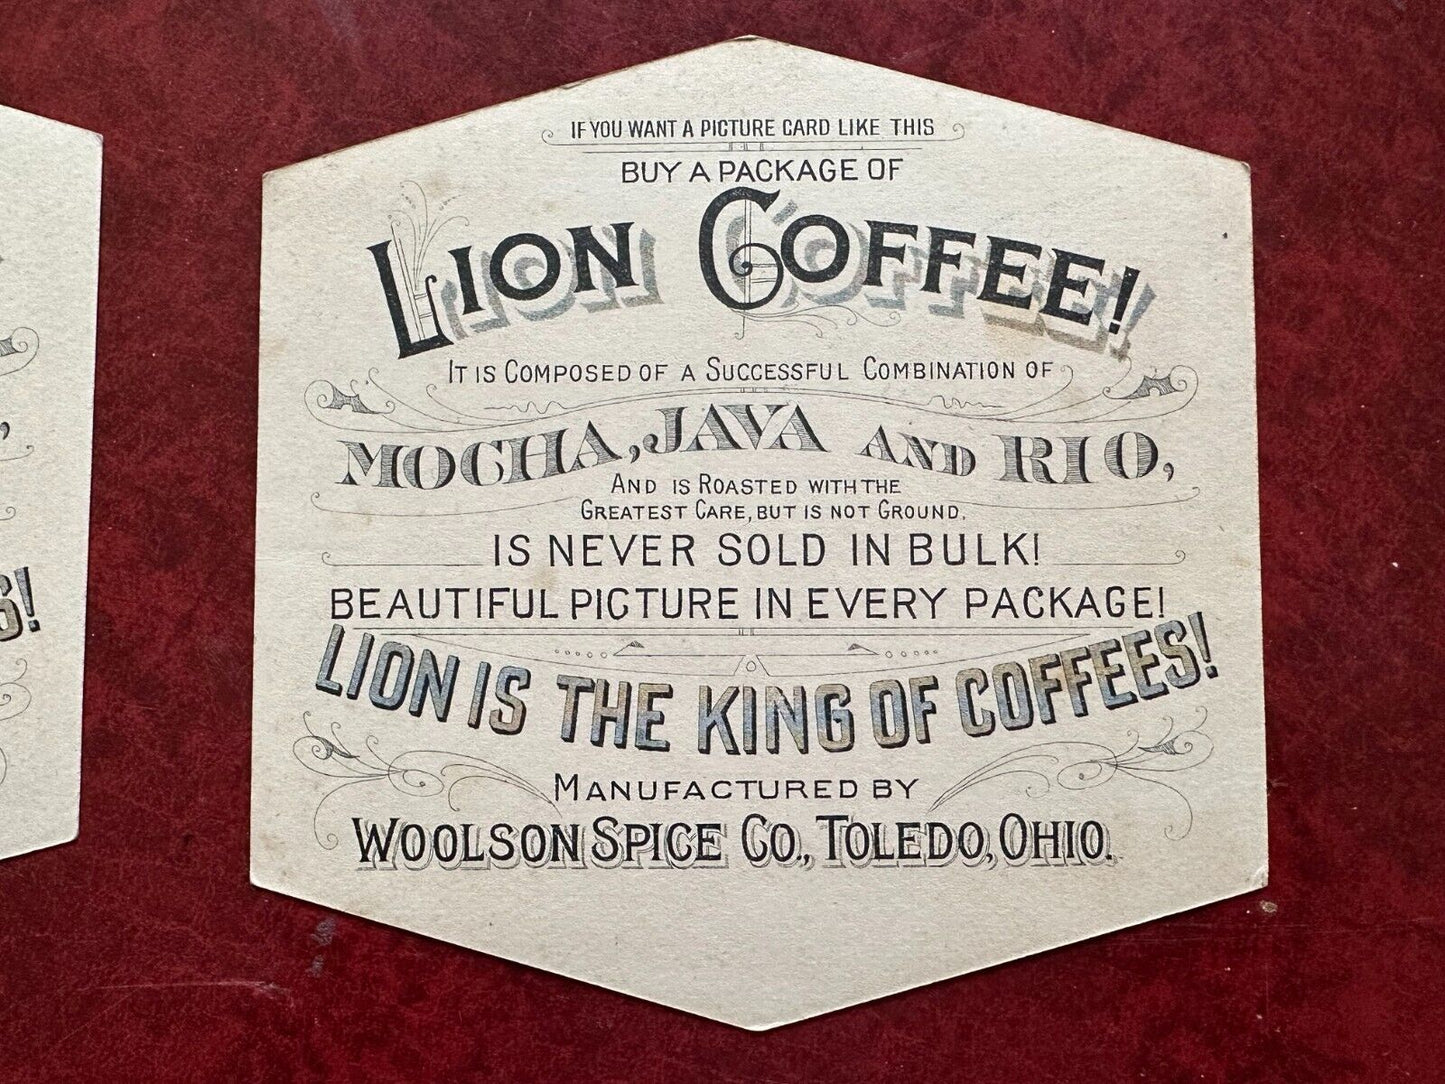 IF YOU WANT A PICTURE CARD LIKE THIS
BUY A PACKAGE OF
LION COFFEE!
IT IS COMPOSED OF A SUCCESSFUL COMBINATION OF
MOCHA, JAVA AND RIO,
AND IS ROASTED WITH THE
GREATEST CARE, BUT IS NOT GROUND.
IS NEVER SOLD IN BULK!
BEAUTIFUL PICTURE IN EVERY PACKAGE!
LION IS THE KING OF COFFEES!
MANUFACTURED BY
WOOLSON SPICE CO., TOLEDO, OHIO.
S!